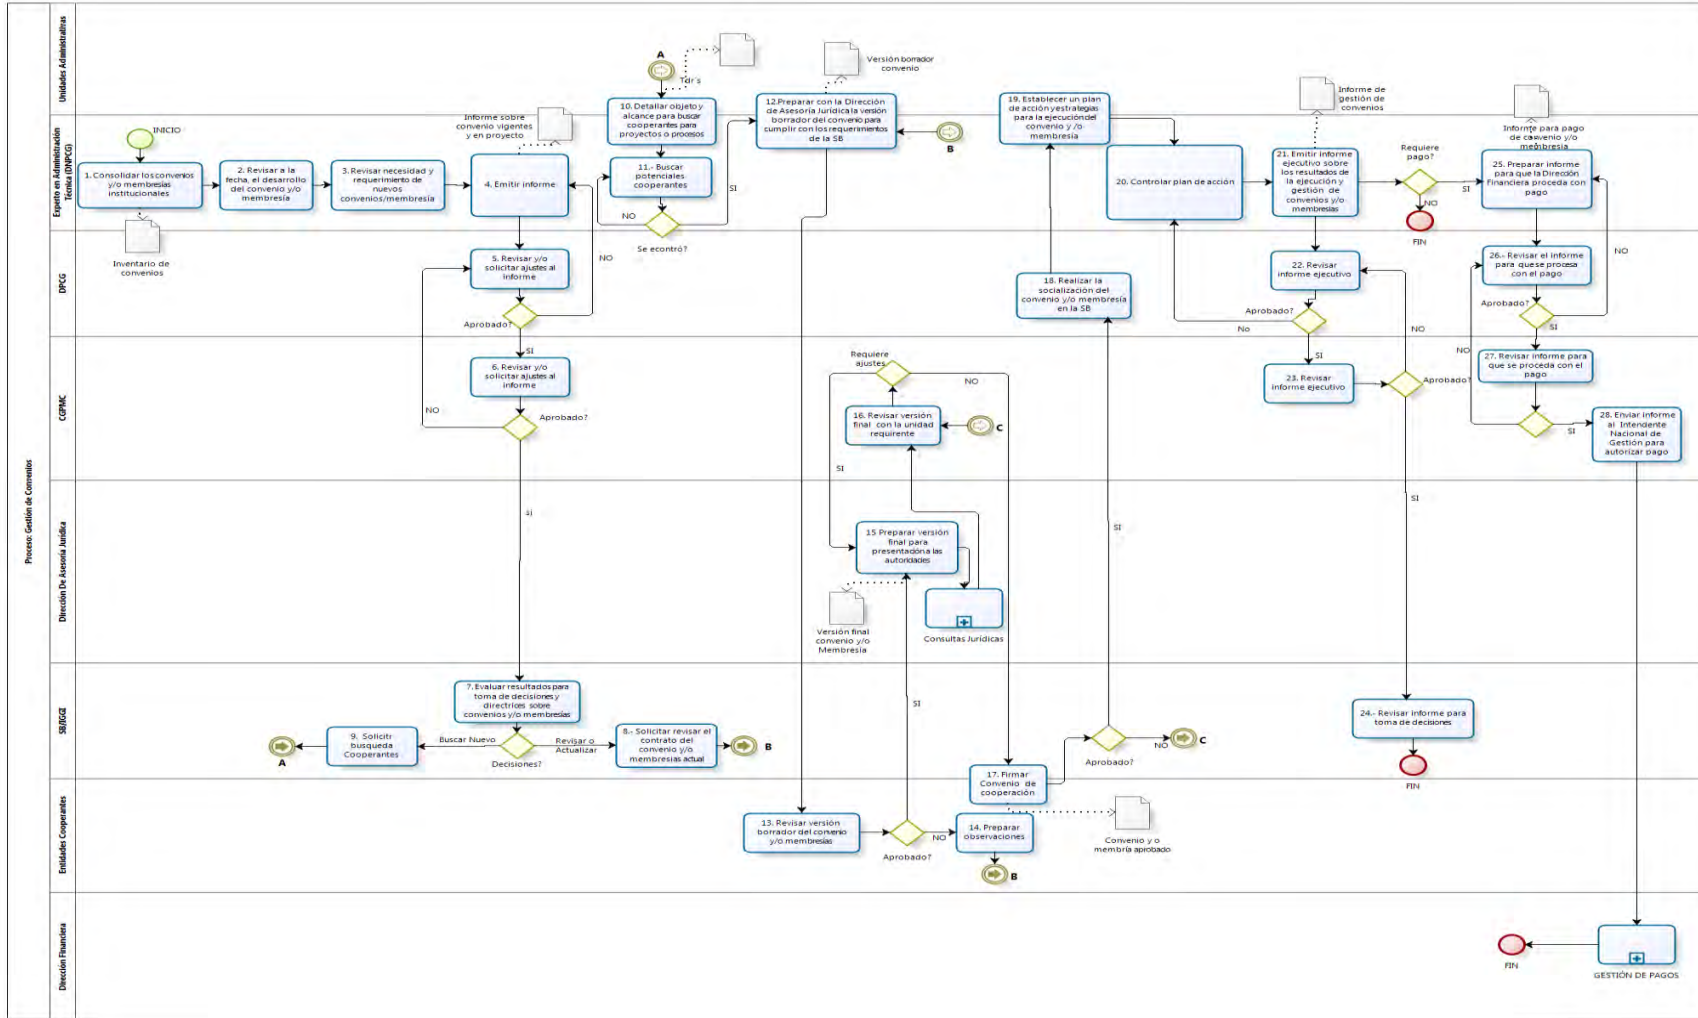 Proceso: Gestión de Convenios
Unidades Administrativas
A
Tdr´s
Versión borrador
convenio
10. Detallar objeto y
alcance para buscar
cooperantes para
proyectos o procesos
12.Preparar con la Dirección
de Asesoría Jurídica la versión
borrador del convenio para
cumplir con los requerimientos
de la SB
B
19. Establecer un plan
de acción y estrategias
para la ejecución del
convenio y /o
membresia
Informe de
gestión de
convenios
Experto en Administración
Técnica (DNPCG)
INICIO
1.Consolidar los convenios
y/o membresías
institucionales
Inventario de
convenios
2. Revisar a la
fecha, el desarrollo
del convenio y/o
membresía
3. Revisar necesidad y
requerimiento de
nuevos
convenios/membresía
Informe sobre
convenio vigentes
y en proyecto
4. Emitir informe
11.- Buscar
potenciales
cooperantes
SI
NO
Se econtró?
20. Controlar plan de acción
21. Emitir informe
ejecutivo sobre
los resultados de
la ejecución y
gestión de
convenios y/o
membresías
Requiere
pago?
SI
NO
FIN
Informe para pago
de convenio y/o
membresia
25. Preparar informe
para que la Dirección
Financiera proceda con
pago
DPCG
5. Revisar y/o
solicitar ajustes al
informe
NO
Aprobado?
SI
18. Realizar la
socialización del
convenio y/o membresía
en la SB
22. Revisar
informe ejecutivo
Aprobado?
No
SI
NO
26.- Revisar el informe
para que se procesa
con el pago
NO
Aprobado?
SI
CGPMC
6. Revisar y/o
solicitar ajustes al
informe
NO
Aprobado?
SI
Requiere
ajustes
NO
16. Revisar versión
final con la unidad
requirente
C
SI
23. Revisar
informe ejecutivo
Aprobado?
SI
NO
27. Revisar informe para
que se proceda con el
pago
SI
28. Enviar informe
al Intendente
Nacional de
Gestión para
autorizar pago
Dirección De Asesoría Jurídica
15 Preparar versión
final para
presentación a las
autoridades
Versión final
convenio y/o
Membresía
Consultas Jurídicas
SI
SI
7. Evaluar resultados para
toma de decisiones y
directrices sobre
convenios y/o membresías
Buscar Nuevo
Decisiones?
Revisar o
Actualizar
9. Solicitr
busqueda
Cooperantes
A
8.- Solicitar revisar el
contrato del
convenio y/o
membresias actual
B
Aprobado?
NO
C
24.- Revisar informe para
toma de decisiones
FIN
Entidades Cooperantes
17. Firmar
Convenio de
cooperación
Convenio y o
membría aprobado
13. Revisar versión
borrador del convenio
y/o membresías
Aprobado?
NO
14. Preparar
observaciones
B
Dirección Financiera
FIN
GESTIÓN DE PAGOS